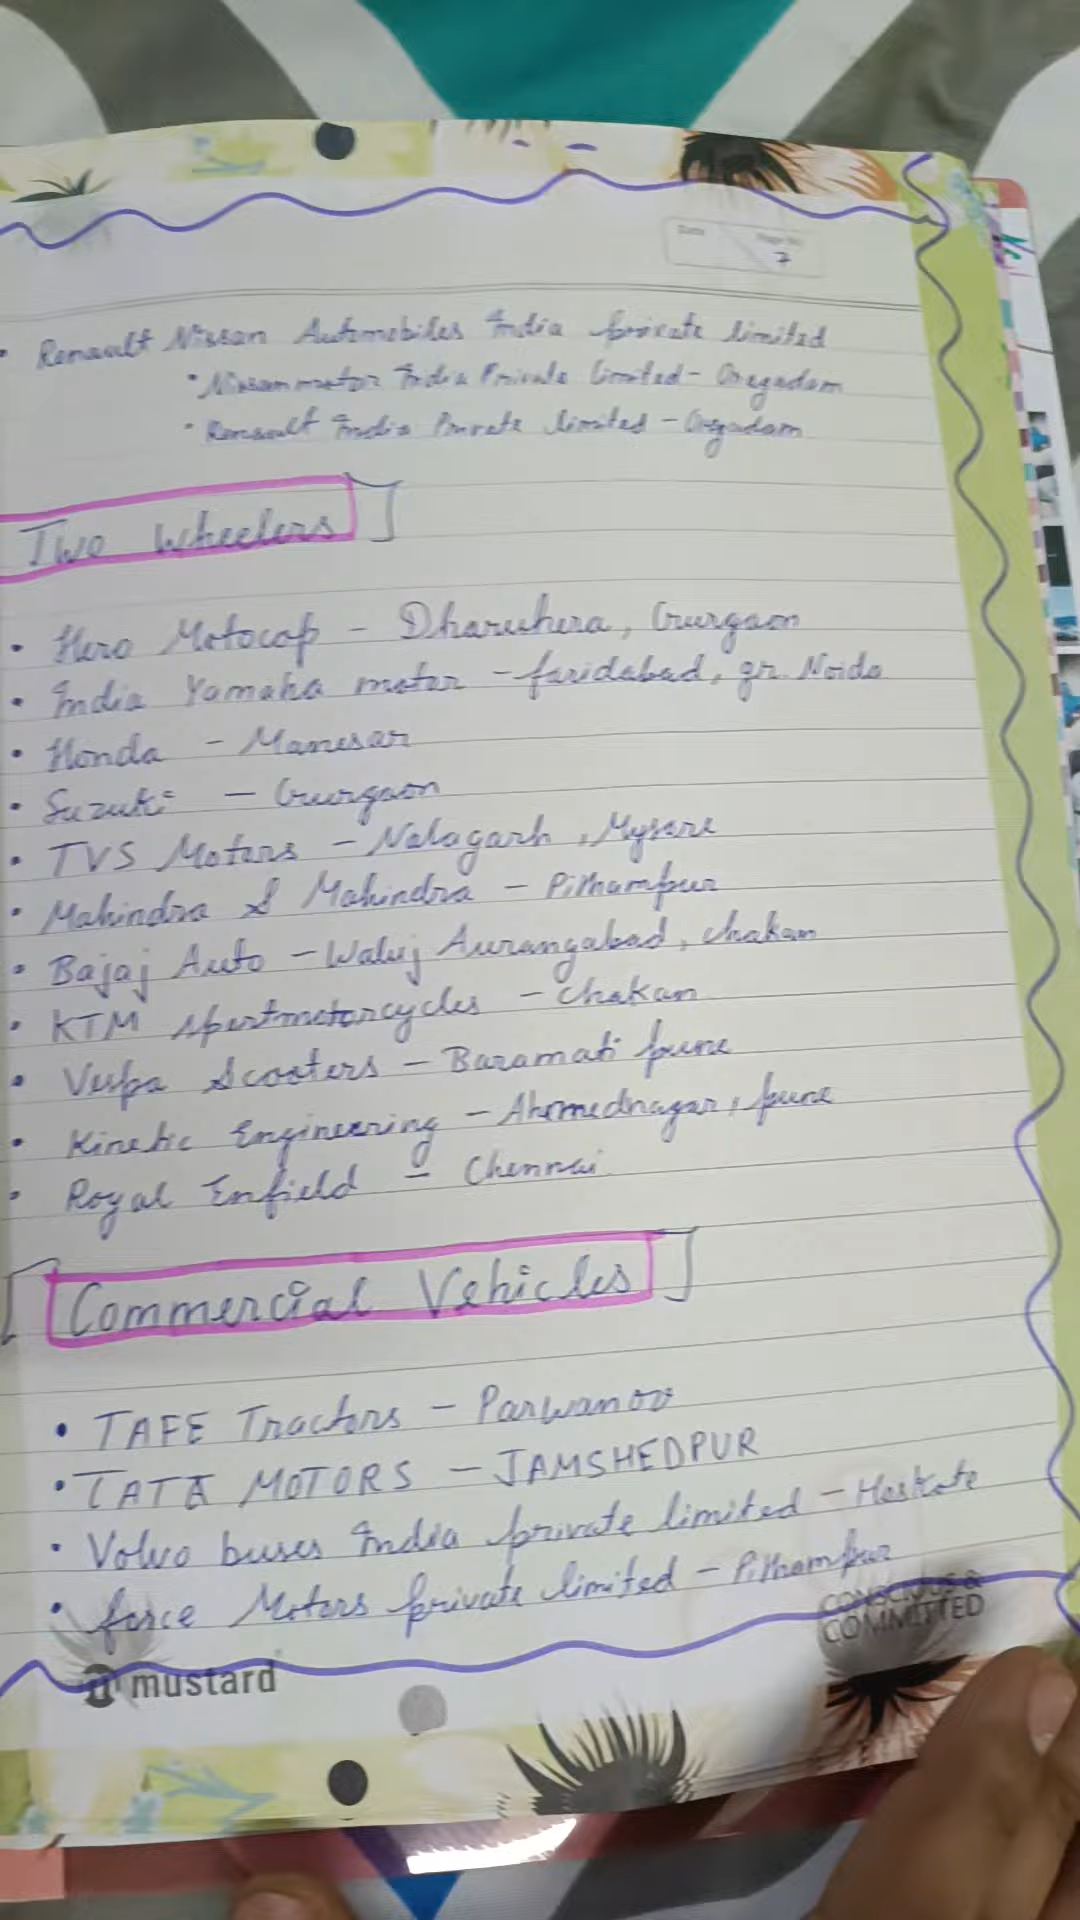 Date
Page No.
7
• Renault Nissan Automobiles India private limited
• Nissan motor India Private limited - Oregadam
• Renault India Private limited - Orgadam
Two wheelers
• Hero Motocop - Dharuhera, Gurgaon
• India Yamaha motor - faridabad, gr. Noida
• Honda - Manesar
• Suzuki - Gurgaon
• TVS Motors - Nalagarh, Mysore
• Mahindra & Mahindra - Pithampur
• Bajaj Auto - Waluj Aurangabad, chakan
• KTM sportmotorcycles - Chakan
• Vespa Scooters - Baramati pune
• Kinetic Engineering - Ahemednagar, pune
• Royal Enfield - Chennai
Commercial Vehicles
• TAFE Tractors - Parwanoo
• TATA MOTORS - JAMSHEDPUR
• Volvo buses India private limited - Hoskote
• force Motors private limited - Pithampur
CONSCIOUS &
COMMITTED
mustard